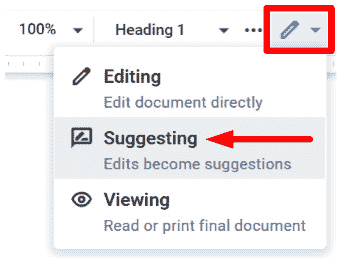 100% Heading 1
Editing
Edit document directly
Suggesting
Edits become suggestions
Viewing
Read or print final document